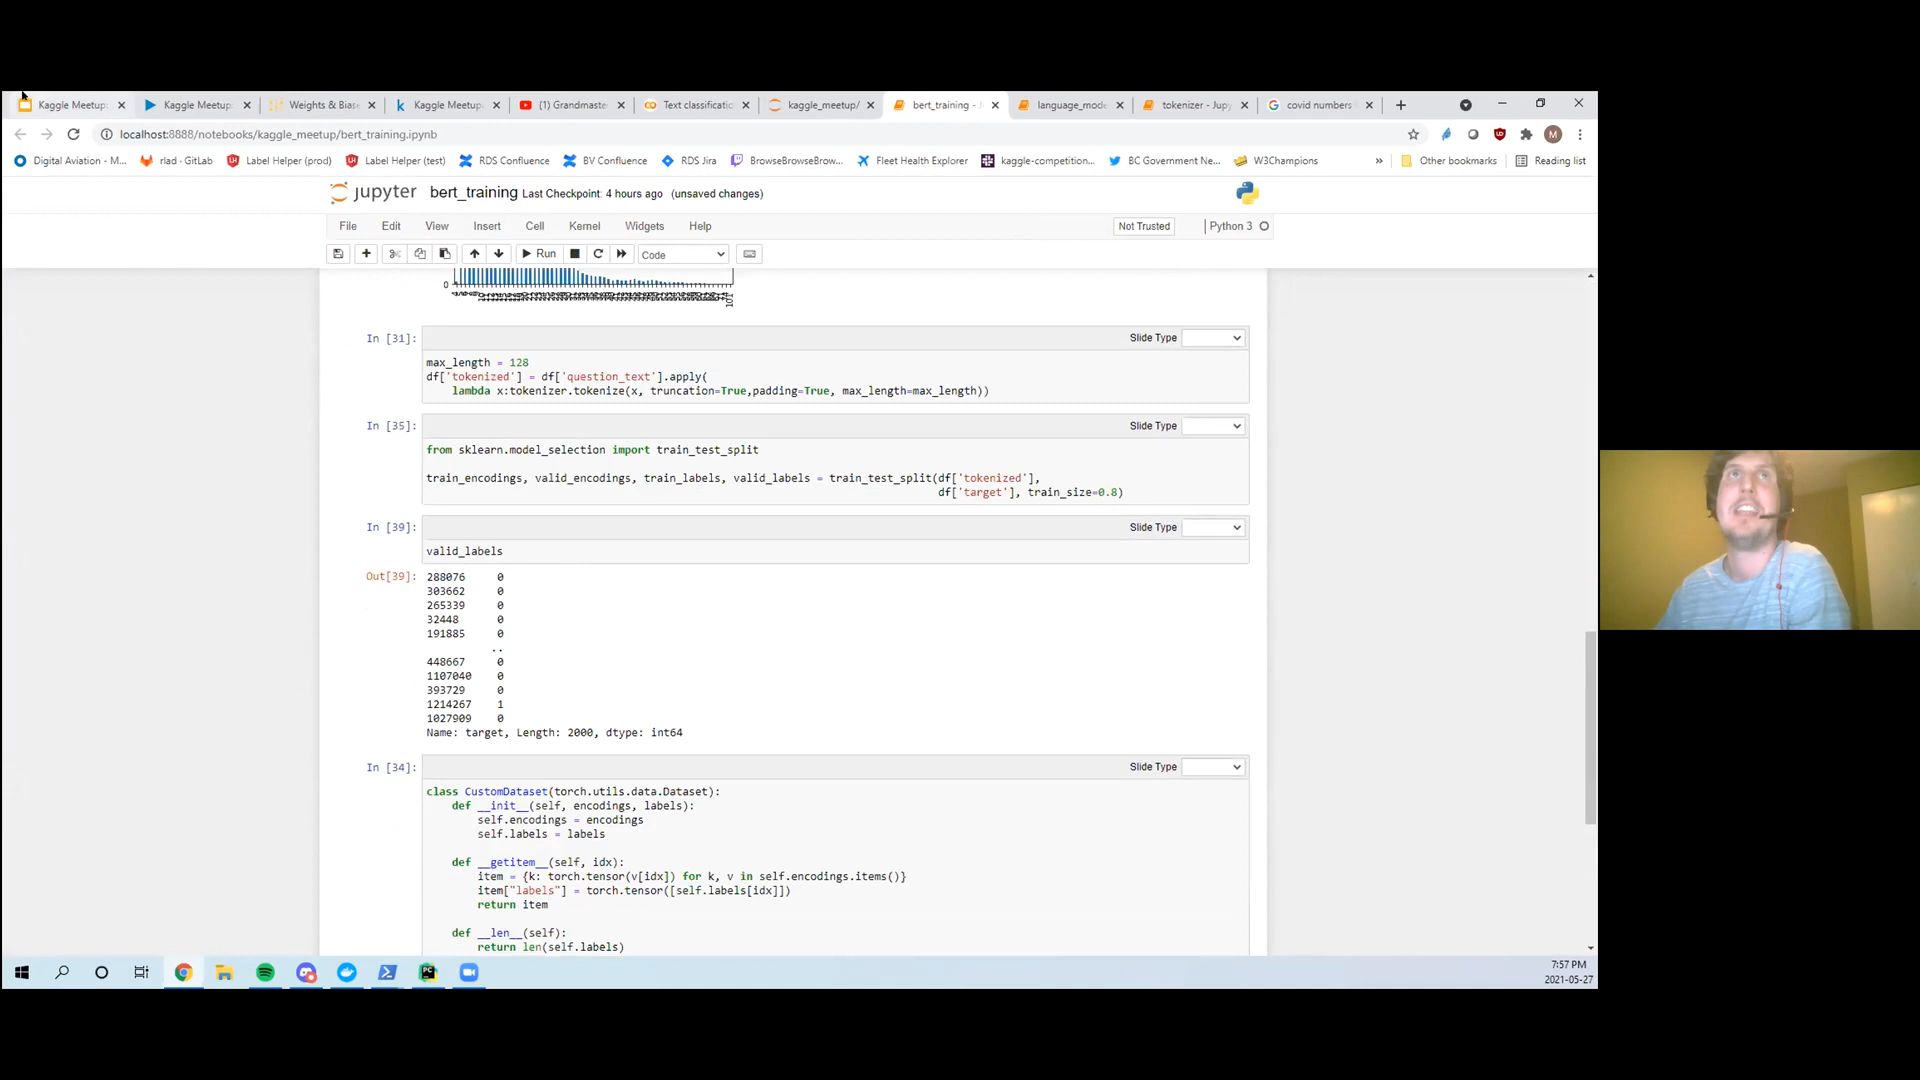 Kaggle Meetup: Kaggle Meetup: Weights & Bias Kaggle Meetup (1) Grandmaste Text classificati kaggle_meetup/ bert_training - J language_mode tokenizer - Jupy covid numbers
localhost:8888/notebooks/kaggle_meetup/bert_training.ipynb
Digital Aviation - M... rlad · GitLab Label Helper (prod) Label Helper (test) RDS Confluence BV Confluence RDS Jira BrowseBrowseBrow... Fleet Health Explorer kaggle-competition... BC Government Ne... W3Champions » Other bookmarks Reading list
jupyter bert_training Last Checkpoint: 4 hours ago (unsaved changes)
File Edit View Insert Cell Kernel Widgets Help Not Trusted Python 3
Run Code
0
In [31]: Slide Type
max_length = 128
df['tokenized'] = df['question_text'].apply(
lambda x:tokenizer.tokenize(x, truncation=True,padding=True, max_length=max_length))
In [35]: Slide Type
from sklearn.model_selection import train_test_split
train_encodings, valid_encodings, train_labels, valid_labels = train_test_split(df['tokenized'],
df['target'], train_size=0.8)
In [39]: Slide Type
valid_labels
Out[39]: 288076 0
303662 0
265339 0
32448 0
191885 0
..
448667 0
1107040 0
393729 0
1214267 1
1027909 0
Name: target, Length: 2000, dtype: int64
In [34]: Slide Type
class CustomDataset(torch.utils.data.Dataset):
def __init__(self, encodings, labels):
self.encodings = encodings
self.labels = labels
def __getitem__(self, idx):
item = {k: torch.tensor(v[idx]) for k, v in self.encodings.items()}
item["labels"] = torch.tensor([self.labels[idx]])
return item
def __len__(self):
return len(self.labels)
7:57 PM
2021-05-27